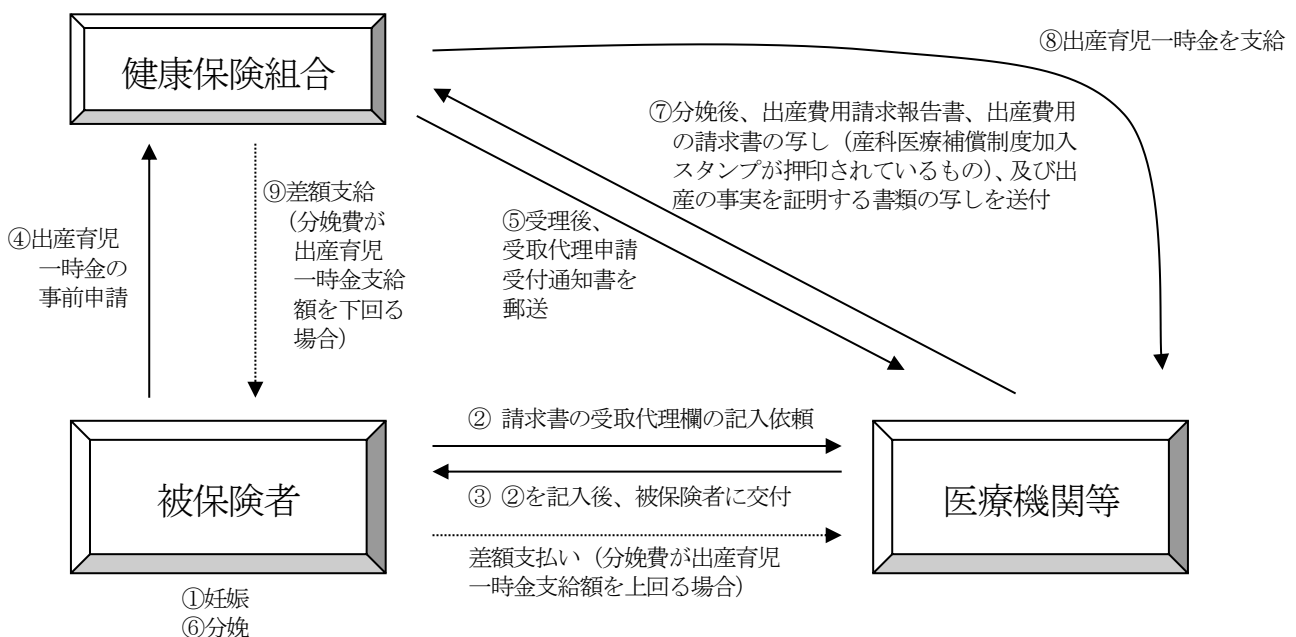 健康保険組合
⑧出産育児一時金を支給
⑦分娩後、出産費用請求報告書、出産費用
の請求書の写し（産科医療補償制度加入
スタンプが押印されているもの）、及び出
産の事実を証明する書類の写しを送付
④出産育児
一時金の
事前申請
⑨差額支給
（分娩費が
出産育児
一時金支給
額を下回る
場合）
⑤受理後、
受取代理申請
受付通知書を
郵送
② 請求書の受取代理欄の記入依頼
③ ②を記入後、被保険者に交付
差額支払い（分娩費が出産育児
一時金支給額を上回る場合）
被保険者
医療機関等
①妊娠
⑥分娩